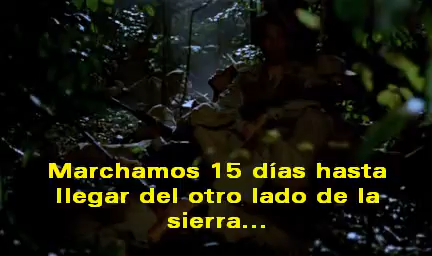 Marchamos 15 días hasta
llegar del otro lado de la
sierra...